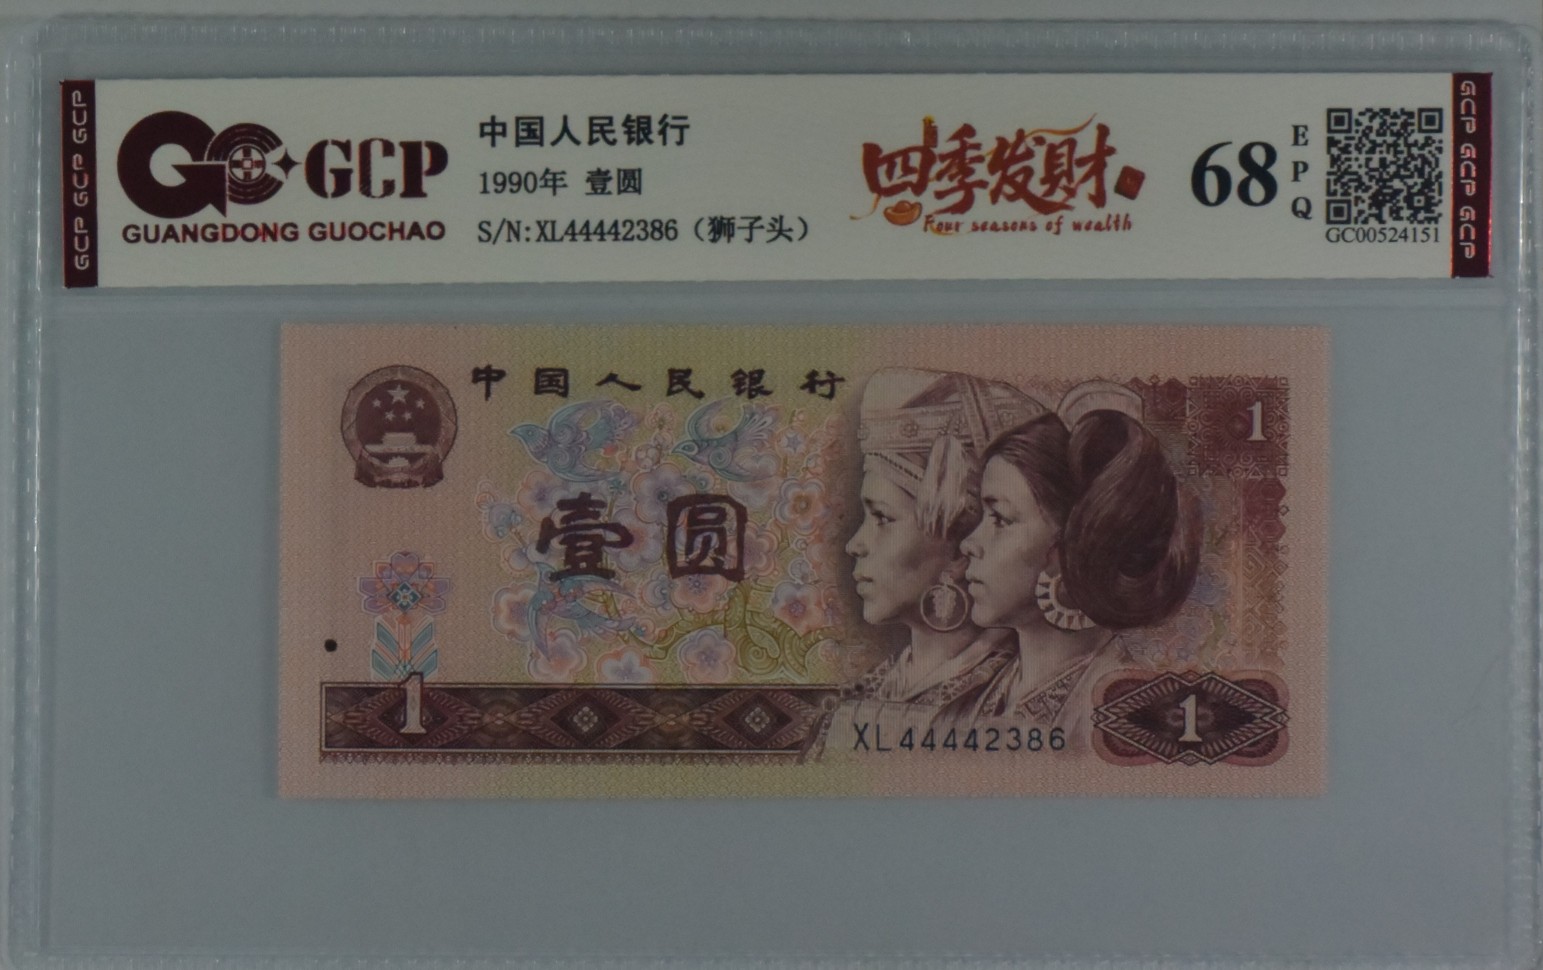 GCP GCP GCP
GCP
GUANGDONG GUOCHAO
中国人民银行
1990年 壹圆
S/N:XL44442386（狮子头）
四季发财
Four seasons of wealth
68
EPQ
GC00524151
GCP GCP GCP
中国人民银行
1
壹圆
1
XL44442386
1